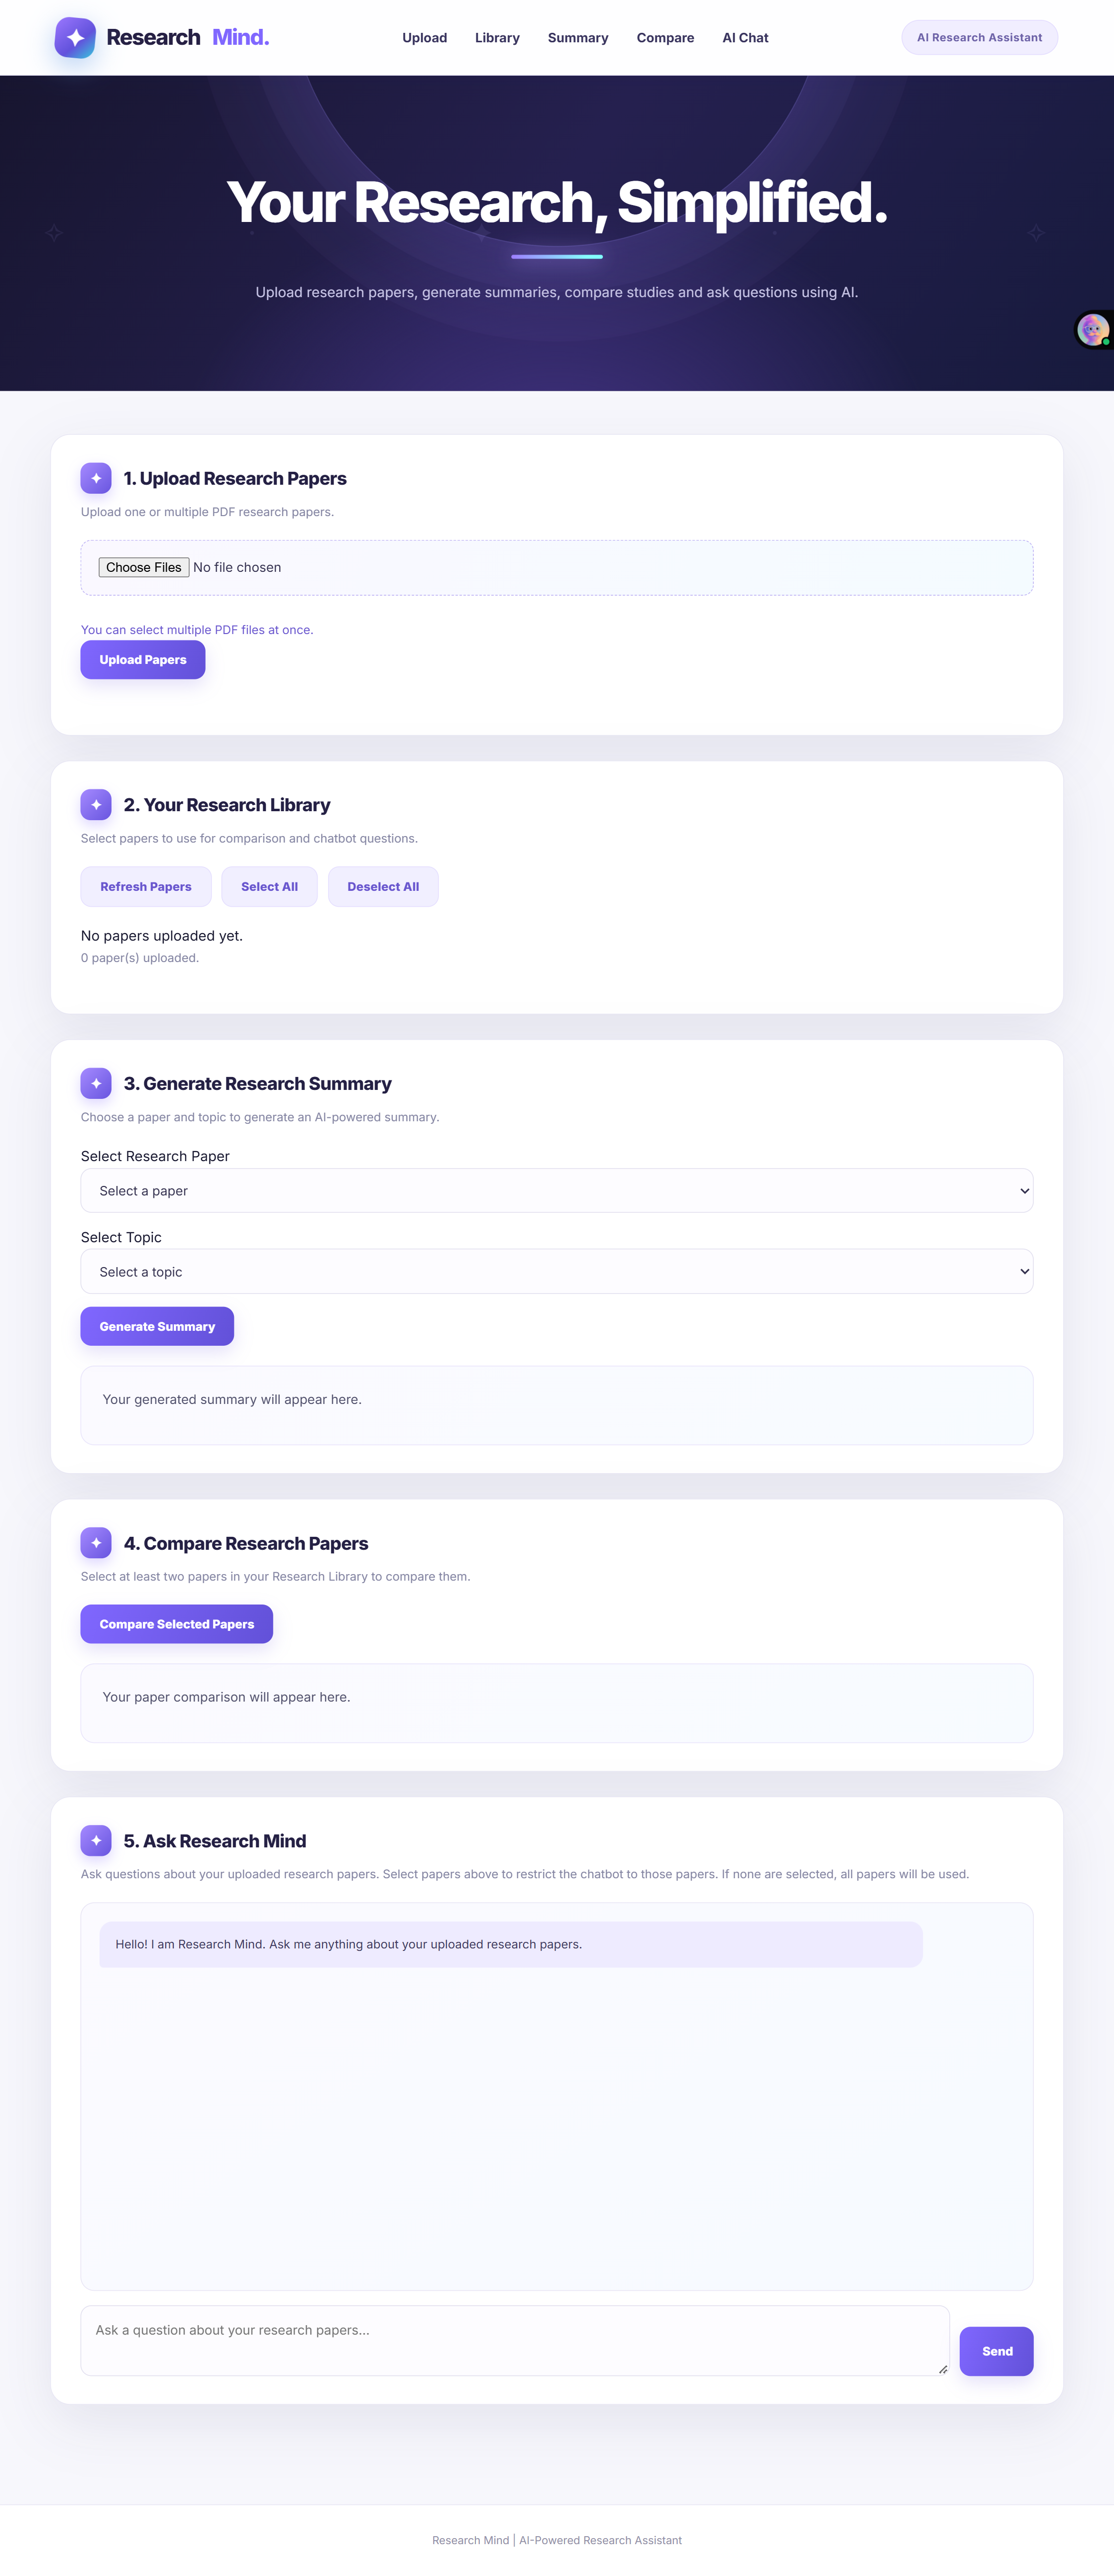 Research Mind.
Upload Library Summary Compare AI Chat
AI Research Assistant
Your Research, Simplified.
Upload research papers, generate summaries, compare studies and ask questions using AI.
1. Upload Research Papers
Upload one or multiple PDF research papers.
Choose Files No file chosen
You can select multiple PDF files at once.
Upload Papers
2. Your Research Library
Select papers to use for comparison and chatbot questions.
Refresh Papers Select All Deselect All
No papers uploaded yet.
0 paper(s) uploaded.
3. Generate Research Summary
Choose a paper and topic to generate an AI-powered summary.
Select Research Paper
Select a paper
Select Topic
Select a topic
Generate Summary
Your generated summary will appear here.
4. Compare Research Papers
Select at least two papers in your Research Library to compare them.
Compare Selected Papers
Your paper comparison will appear here.
5. Ask Research Mind
Ask questions about your uploaded research papers. Select papers above to restrict the chatbot to those papers. If none are selected, all papers will be used.
Hello! I am Research Mind. Ask me anything about your uploaded research papers.
Ask a question about your research papers...
Send
Research Mind | AI-Powered Research Assistant